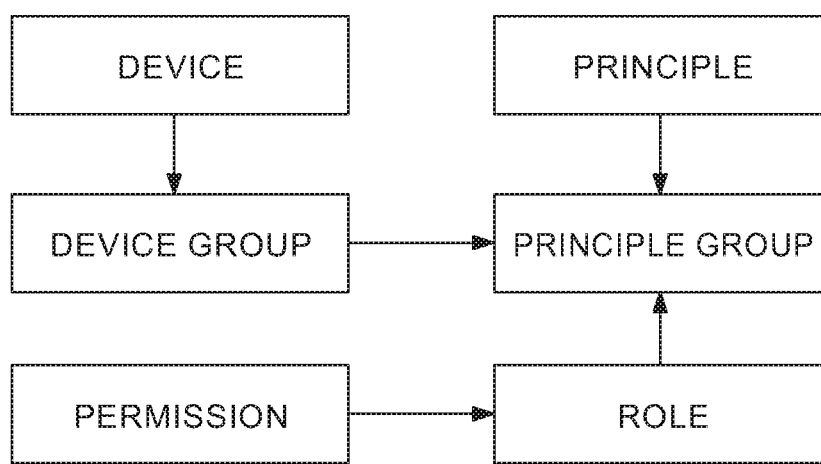 DEVICE
PRINCIPLE
DEVICE GROUP
PRINCIPLE GROUP
PERMISSION
ROLE